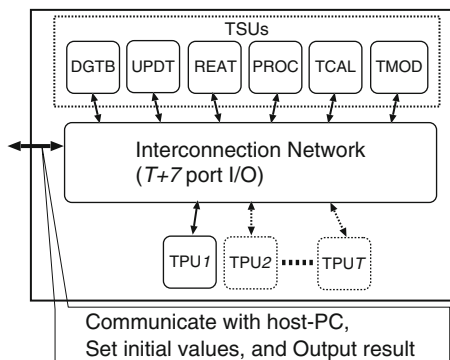 TSUs
DGTB UPDT REAT PROC TCAL TMOD
Interconnection Network
(T+7 port I/O)
TPU1 TPU2 TPUT
Communicate with host-PC,
Set initial values, and Output result